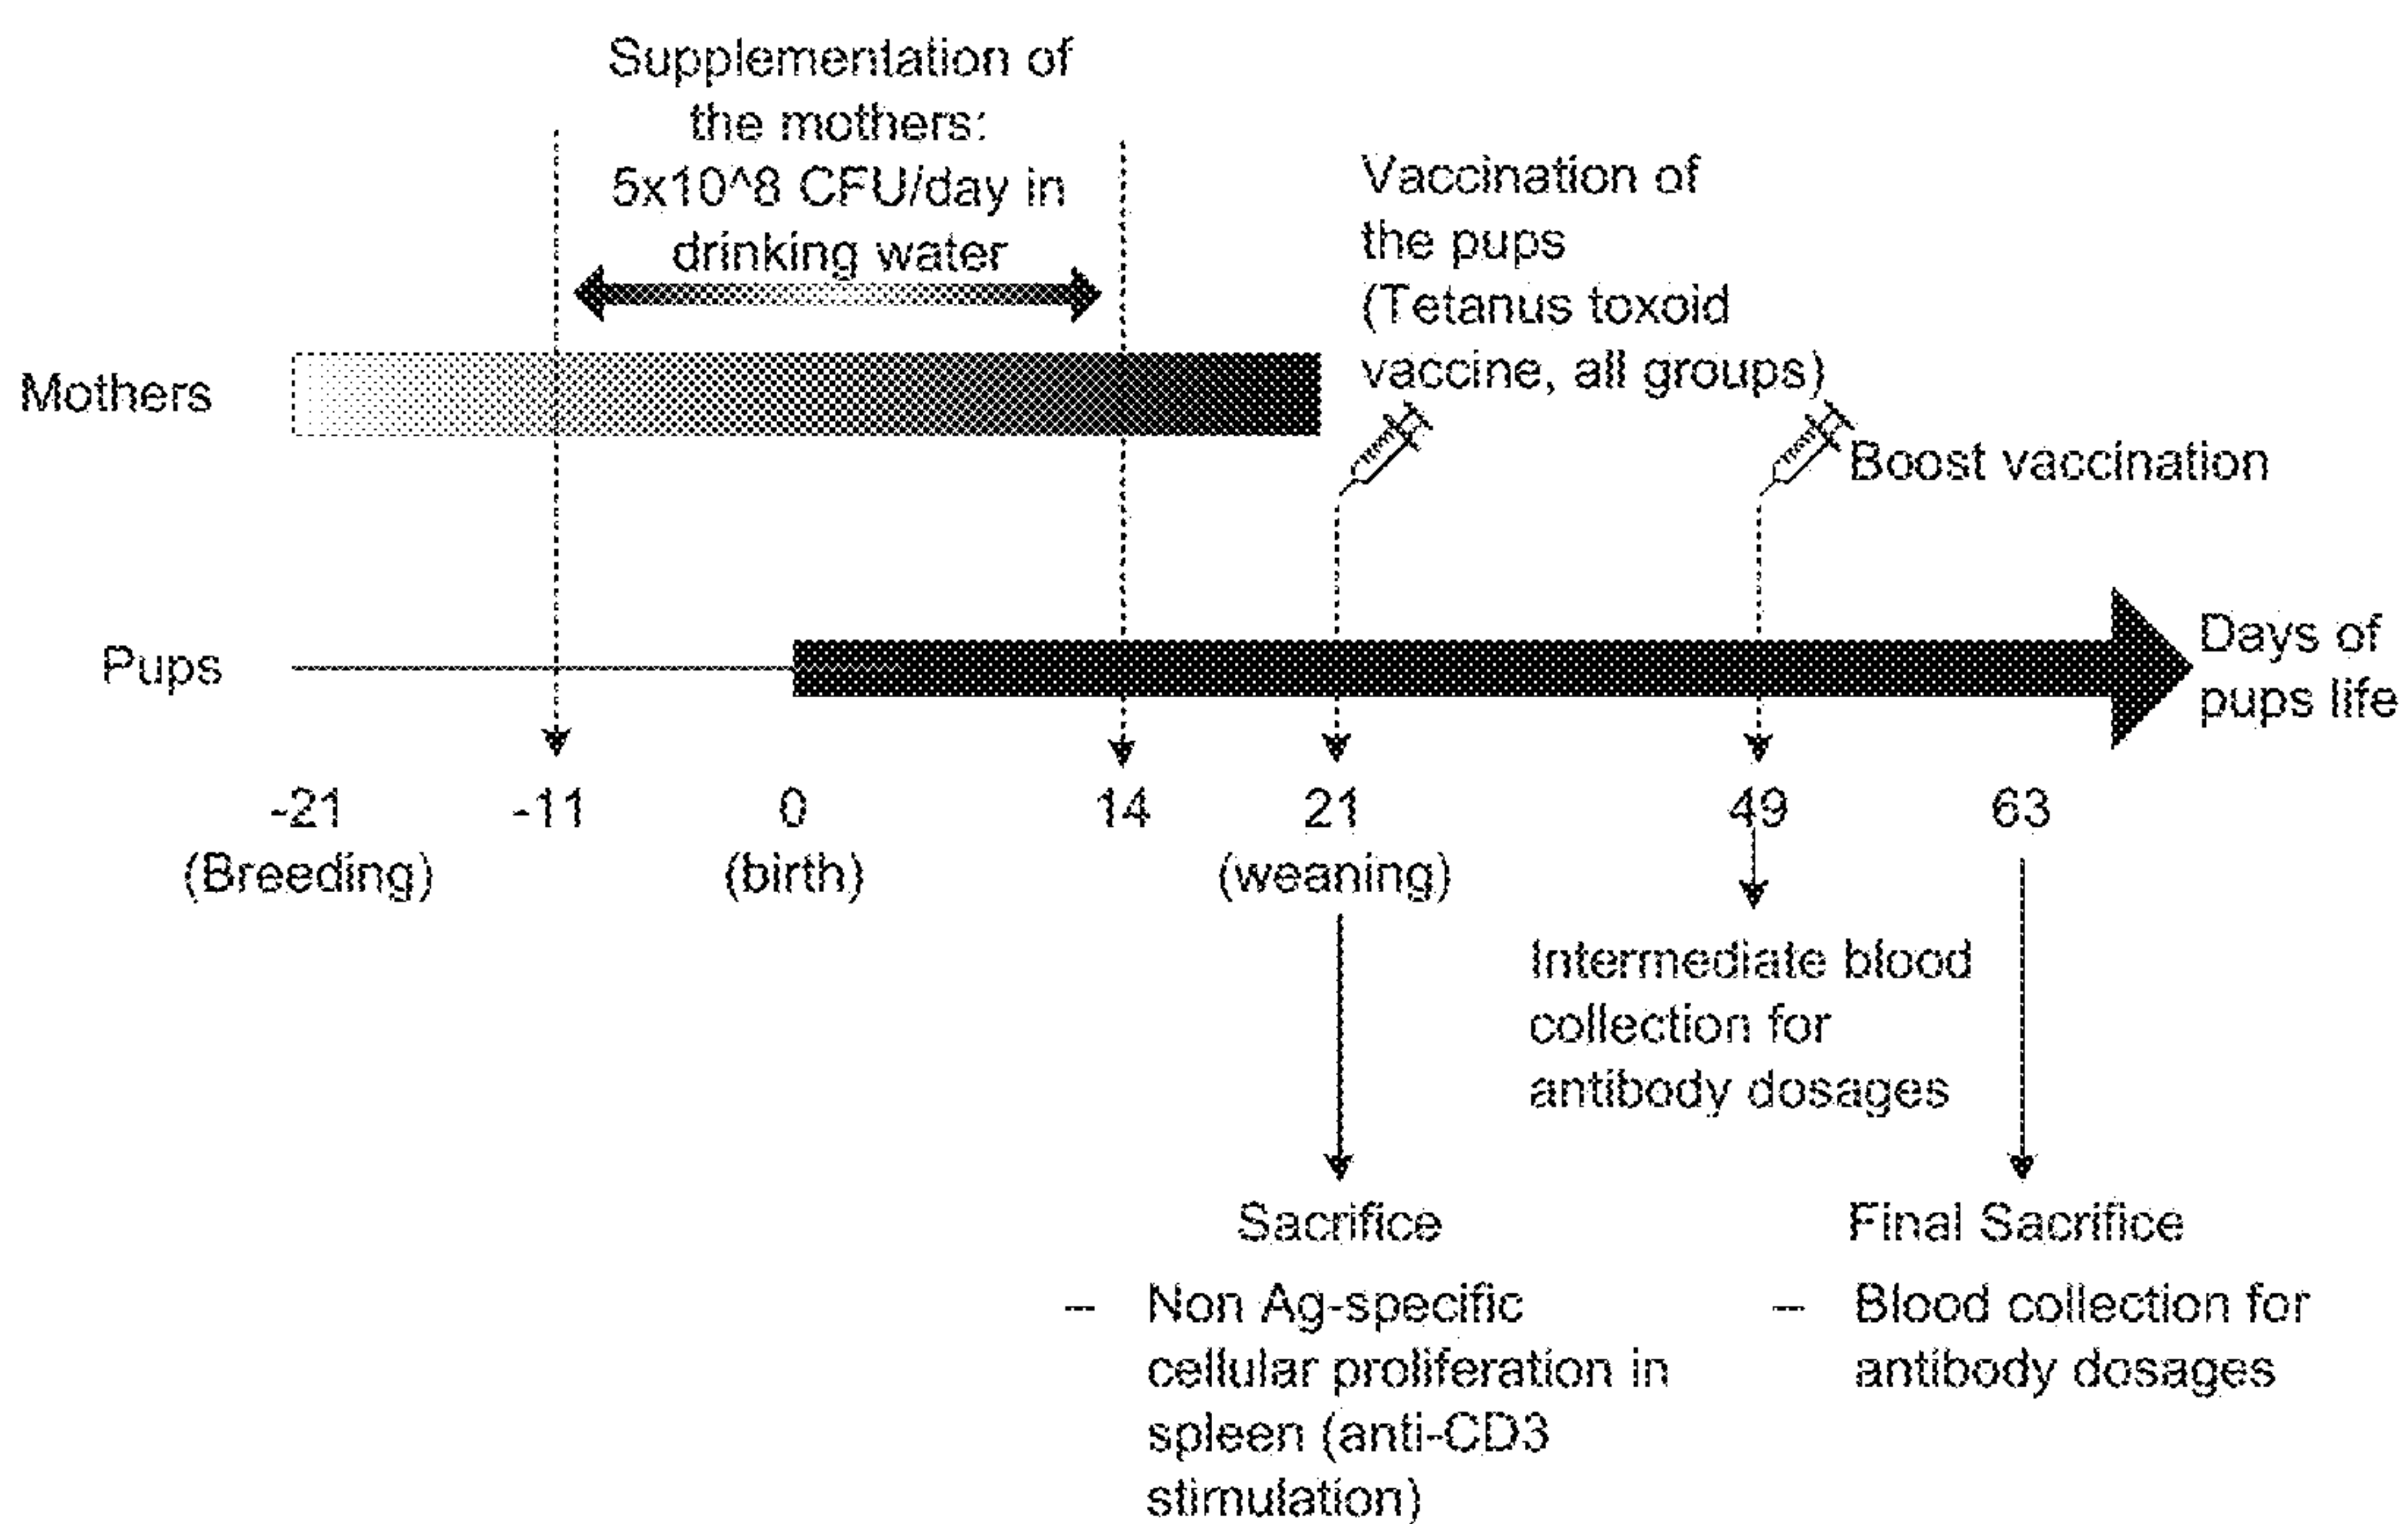 Supplementation of
the mothers:
5x10^8 CFU/day in
drinking water
Vaccination of
the pups
(Tetanus toxoid
vaccine, all groups)
Mothers
Boost vaccination
Pups
Days of
pups life
-21
-11
0
14
21
49
63
(Breeding)
(birth)
(weaning)
Intermediate blood
collection for
antibody dosages
Sacrifice
– Non Ag-specific
cellular proliferation in
spleen (anti-CD3
stimulation)
Final Sacrifice
– Blood collection for
antibody dosages